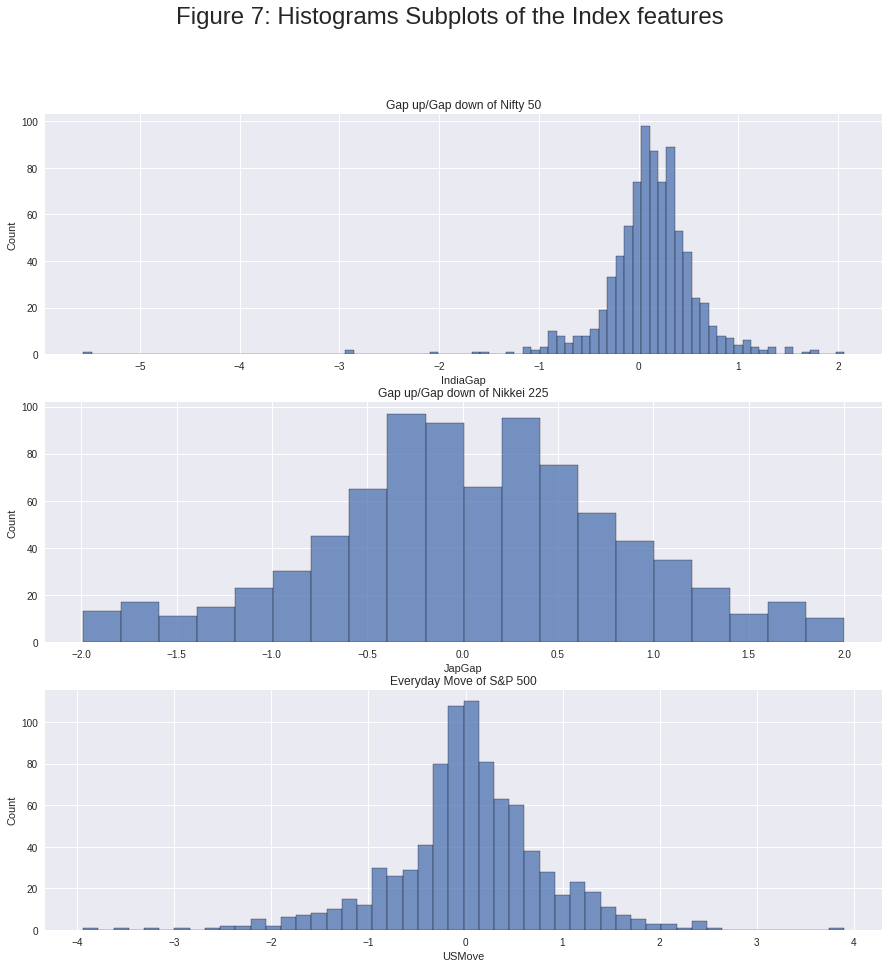 Figure 7: Histograms Subplots of the Index features
Gap up/Gap down of Nifty 50
100
80
60
40
20
0
Count
−5 −4 −3 −2 −1 0 1 2
IndiaGap
Gap up/Gap down of Nikkei 225
100
80
60
40
20
0
Count
−2.0 −1.5 −1.0 −0.5 0.0 0.5 1.0 1.5 2.0
JapGap
Everyday Move of S&P 500
100
80
60
40
20
0
Count
−4 −3 −2 −1 0 1 2 3 4
USMove